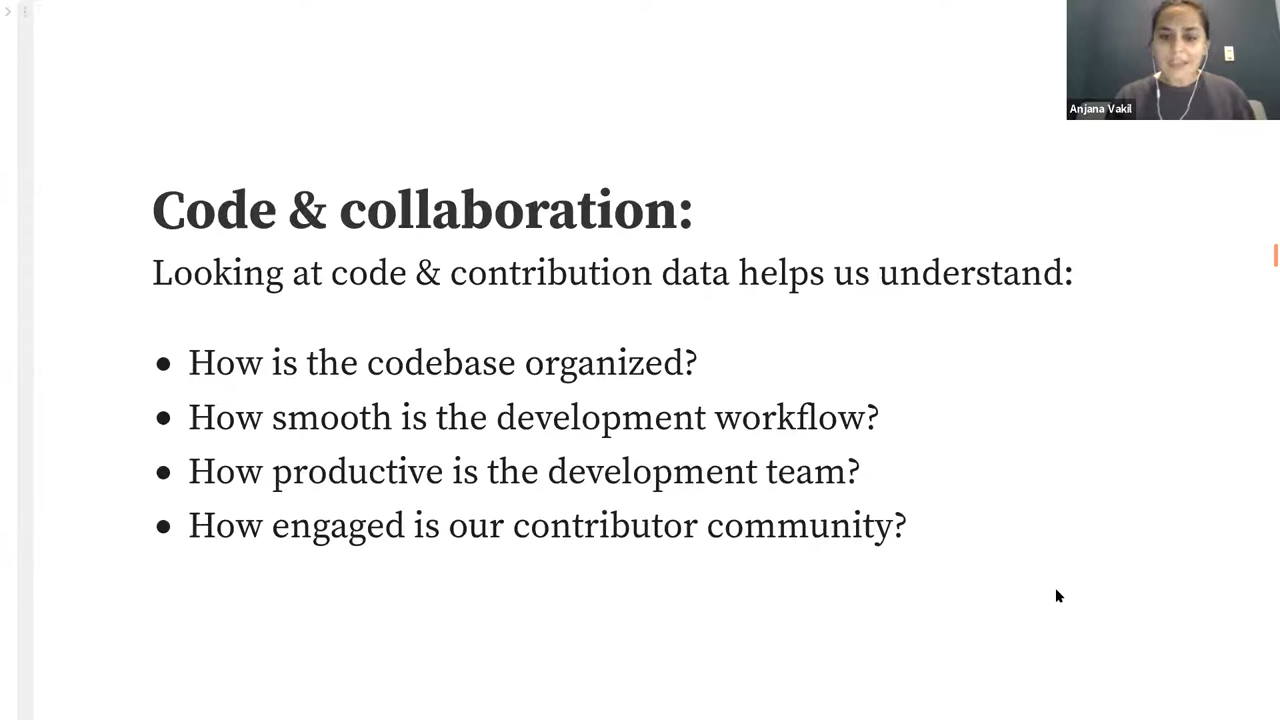 Anjana Vakil
Code & collaboration:
Looking at code & contribution data helps us understand:
• How is the codebase organized?
• How smooth is the development workflow?
• How productive is the development team?
• How engaged is our contributor community?